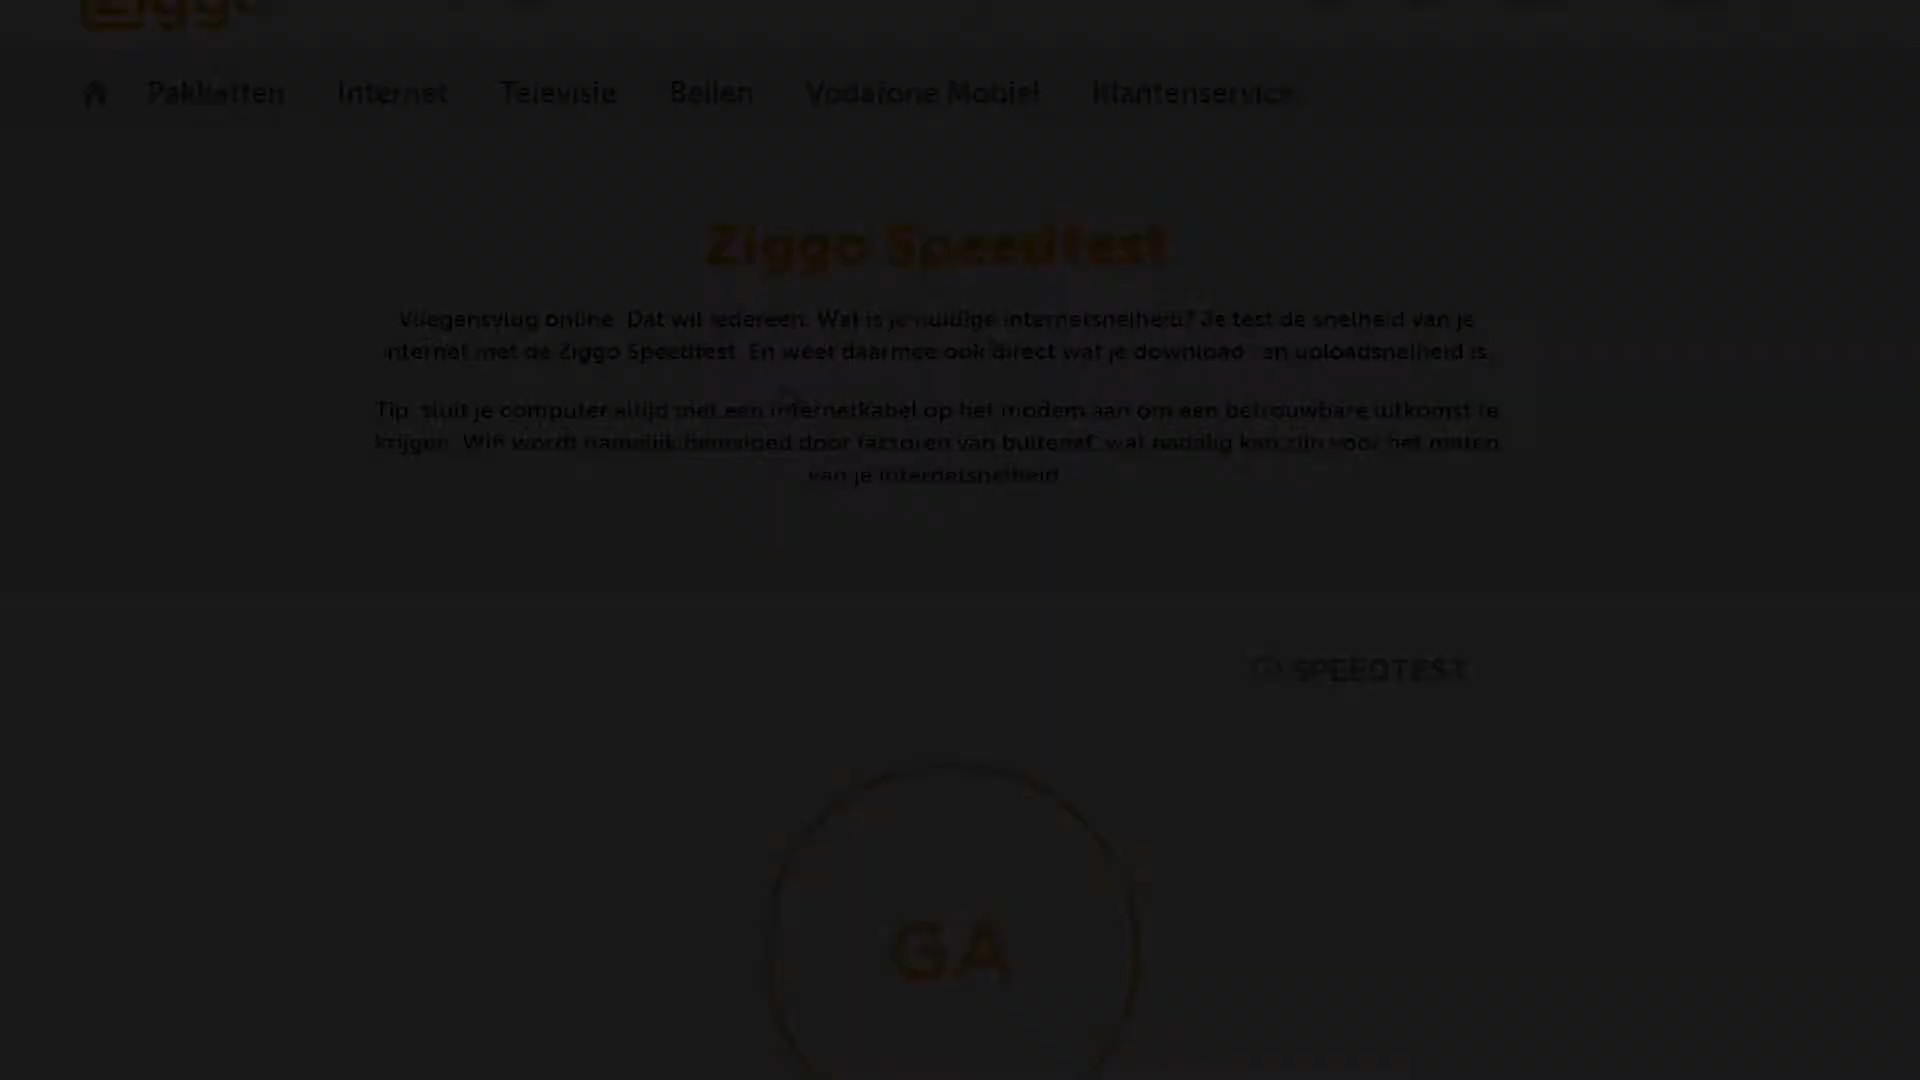 Ziggo
Pakketten Internet Televisie Bellen Vodafone Mobiel Klantenservice
Ziggo Speedtest
Vliegensvlug online. Dat wil iedereen. Wat is je huidige internetsnelheid? Je test de snelheid van je
internet met de Ziggo Speedtest. En weet daarmee ook direct wat je download- en uploadsnelheid is.
Tip: sluit je computer altijd met een internetkabel op het modem aan om een betrouwbare uitkomst te
krijgen. Wifi wordt namelijk beïnvloed door factoren van buitenaf, wat nadelig kan zijn voor het meten
van je internetsnelheid.
SPEEDTEST
GA